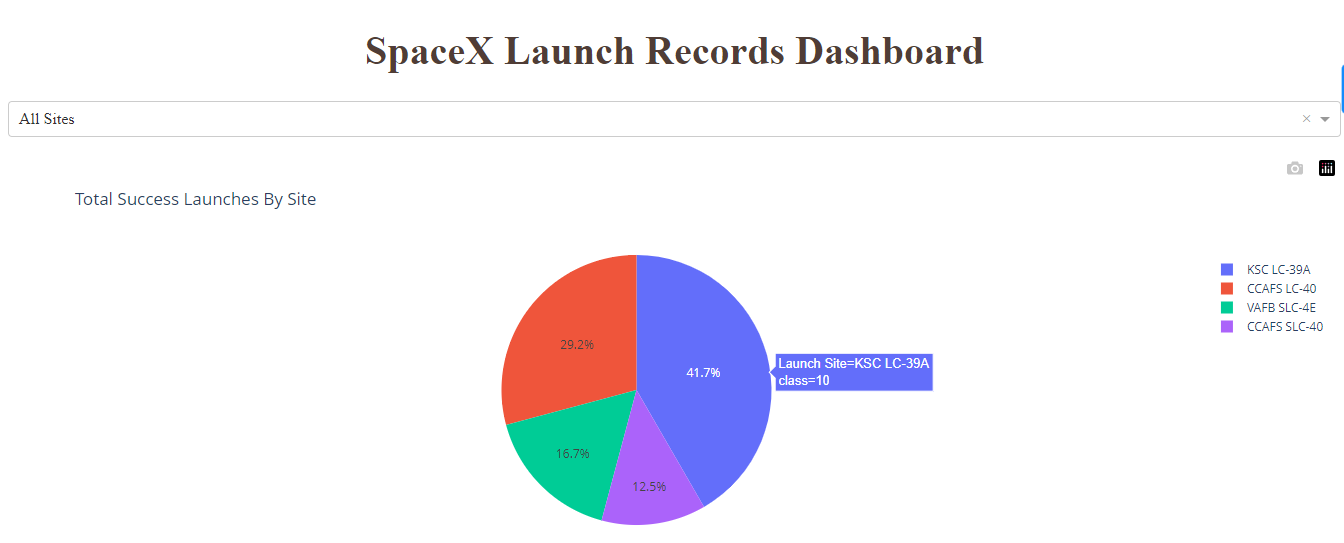 SpaceX Launch Records Dashboard
All Sites
Total Success Launches By Site
KSC LC-39A
CCAFS LC-40
VAFB SLC-4E
CCAFS SLC-40
29.2%
41.7%
Launch Site=KSC LC-39A
class=10
16.7%
12.5%